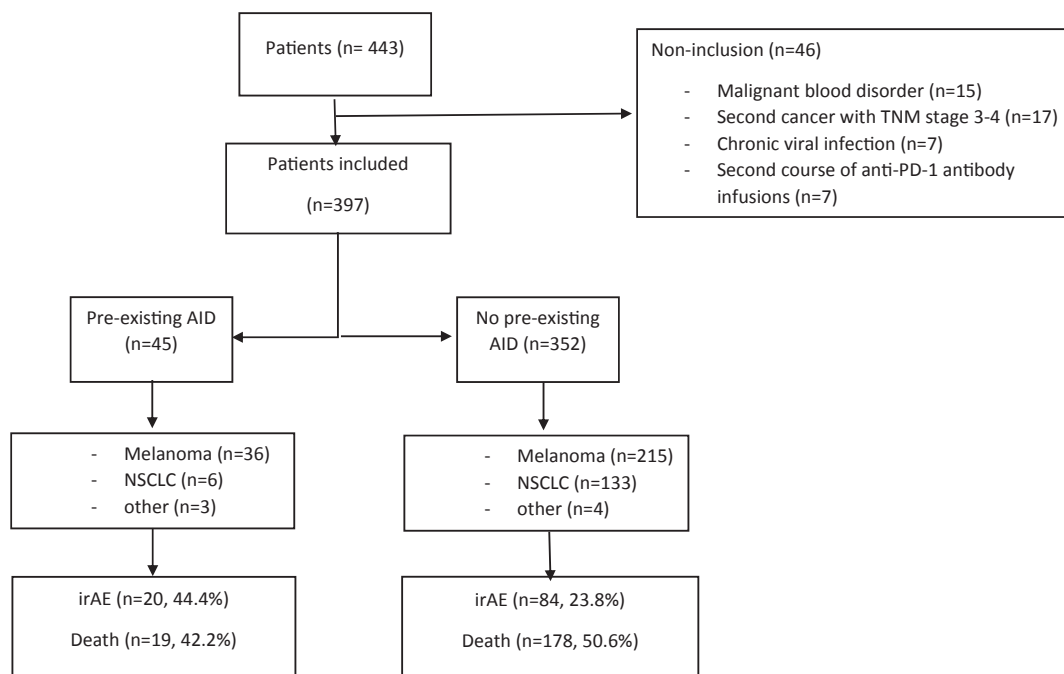 Patients (n= 443)
Non-inclusion (n=46)
- Malignant blood disorder (n=15)
- Second cancer with TNM stage 3-4 (n=17)
- Chronic viral infection (n=7)
- Second course of anti-PD-1 antibody
infusions (n=7)
Patients included
(n=397)
Pre-existing AID
(n=45)
No pre-existing
AID (n=352)
- Melanoma (n=36)
- NSCLC (n=6)
- other (n=3)
- Melanoma (n=215)
- NSCLC (n=133)
- other (n=4)
irAE (n=20, 44.4%)
Death (n=19, 42.2%)
irAE (n=84, 23.8%)
Death (n=178, 50.6%)